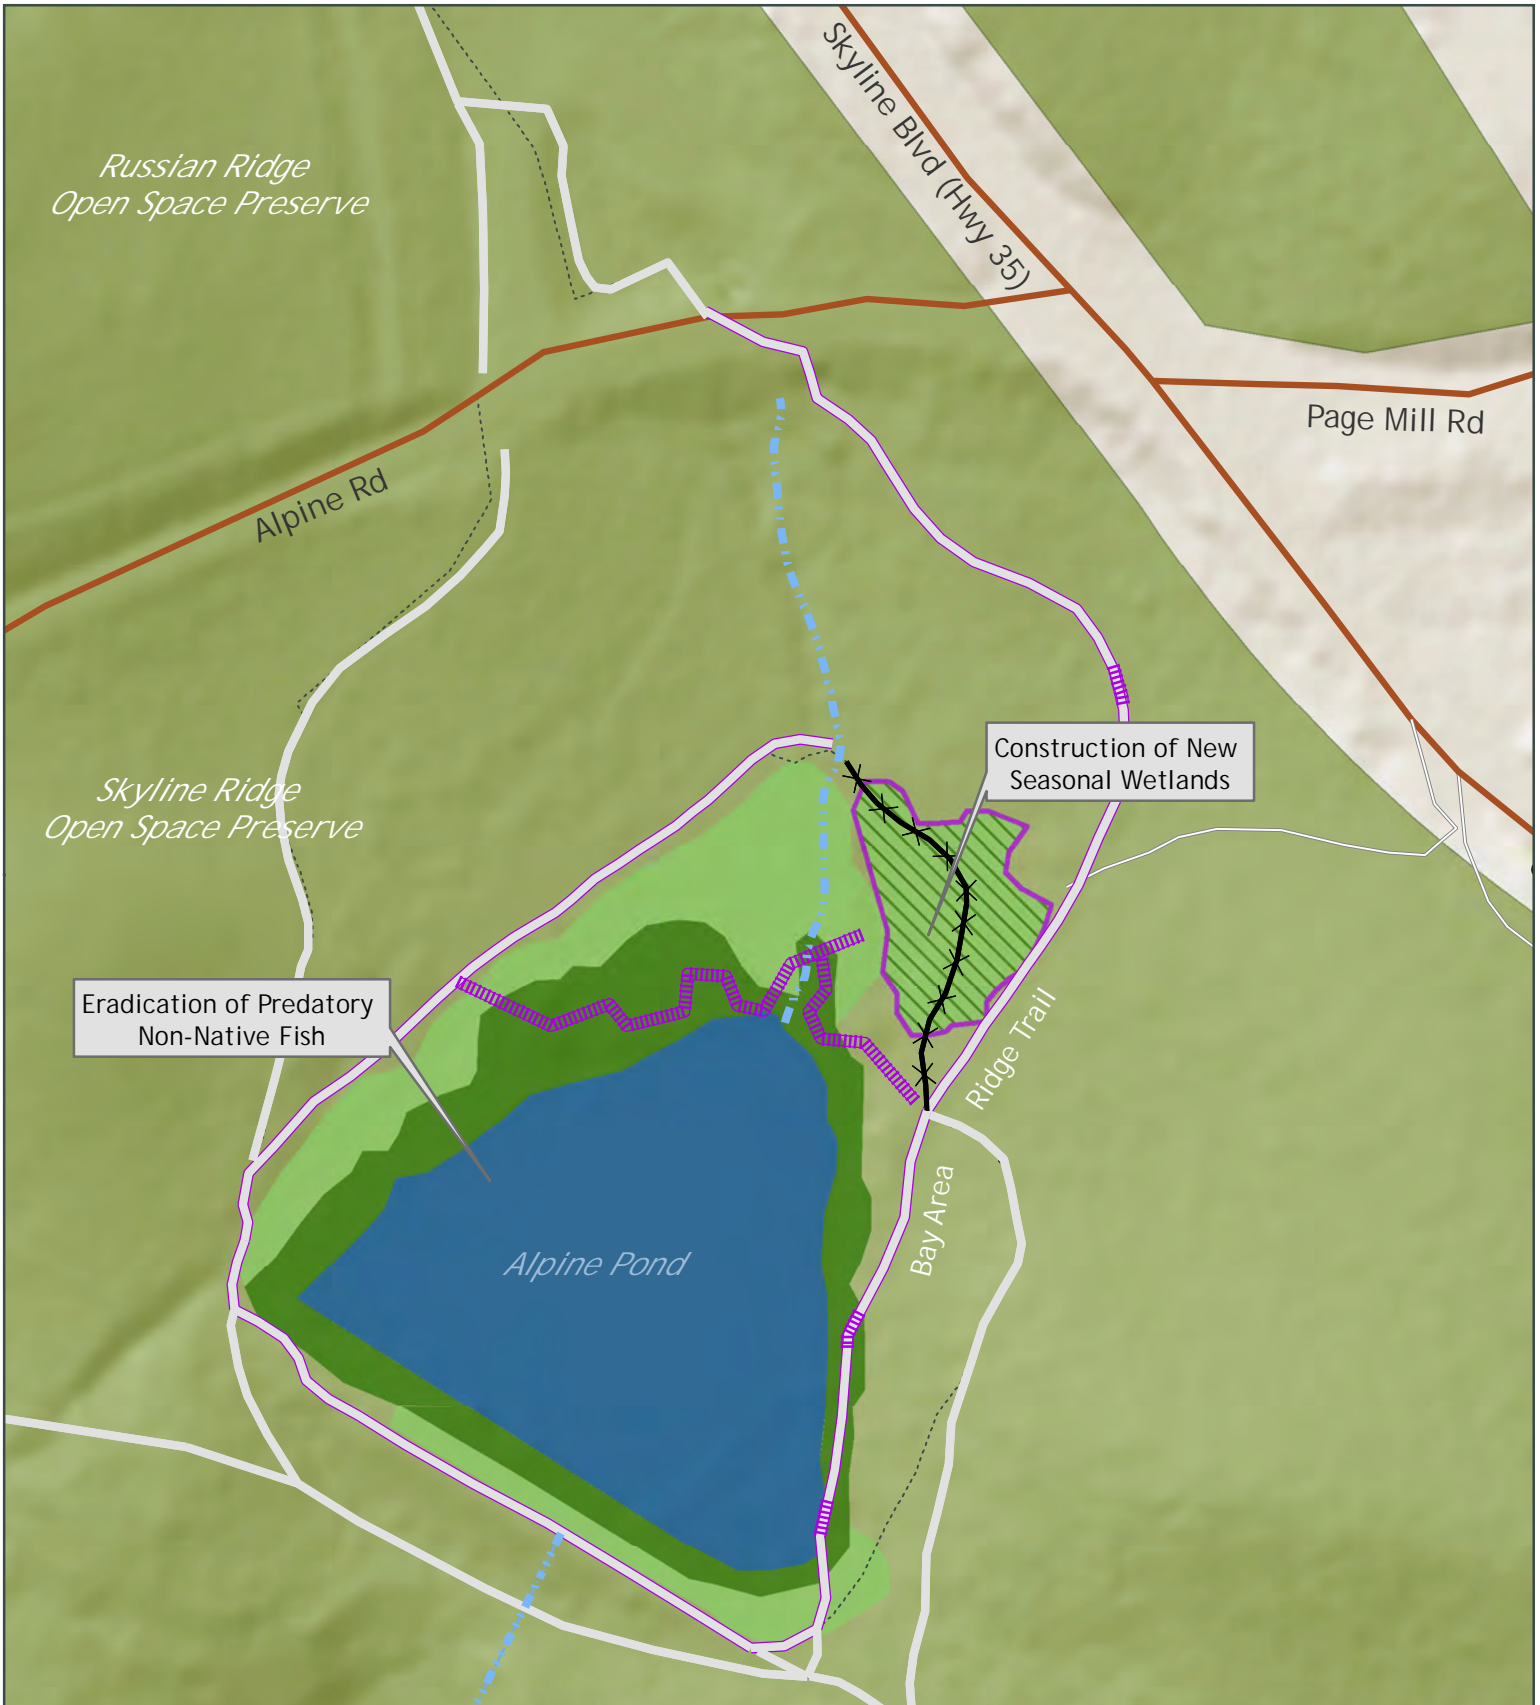 Skyline Blvd (Hwy 35)
Russian Ridge
Open Space Preserve
Page Mill Rd
Alpine Rd
Construction of New
Seasonal Wetlands
Skyline Ridge
Open Space Preserve
Eradication of Predatory
Non-Native Fish
Bay Area
Ridge Trail
Alpine Pond